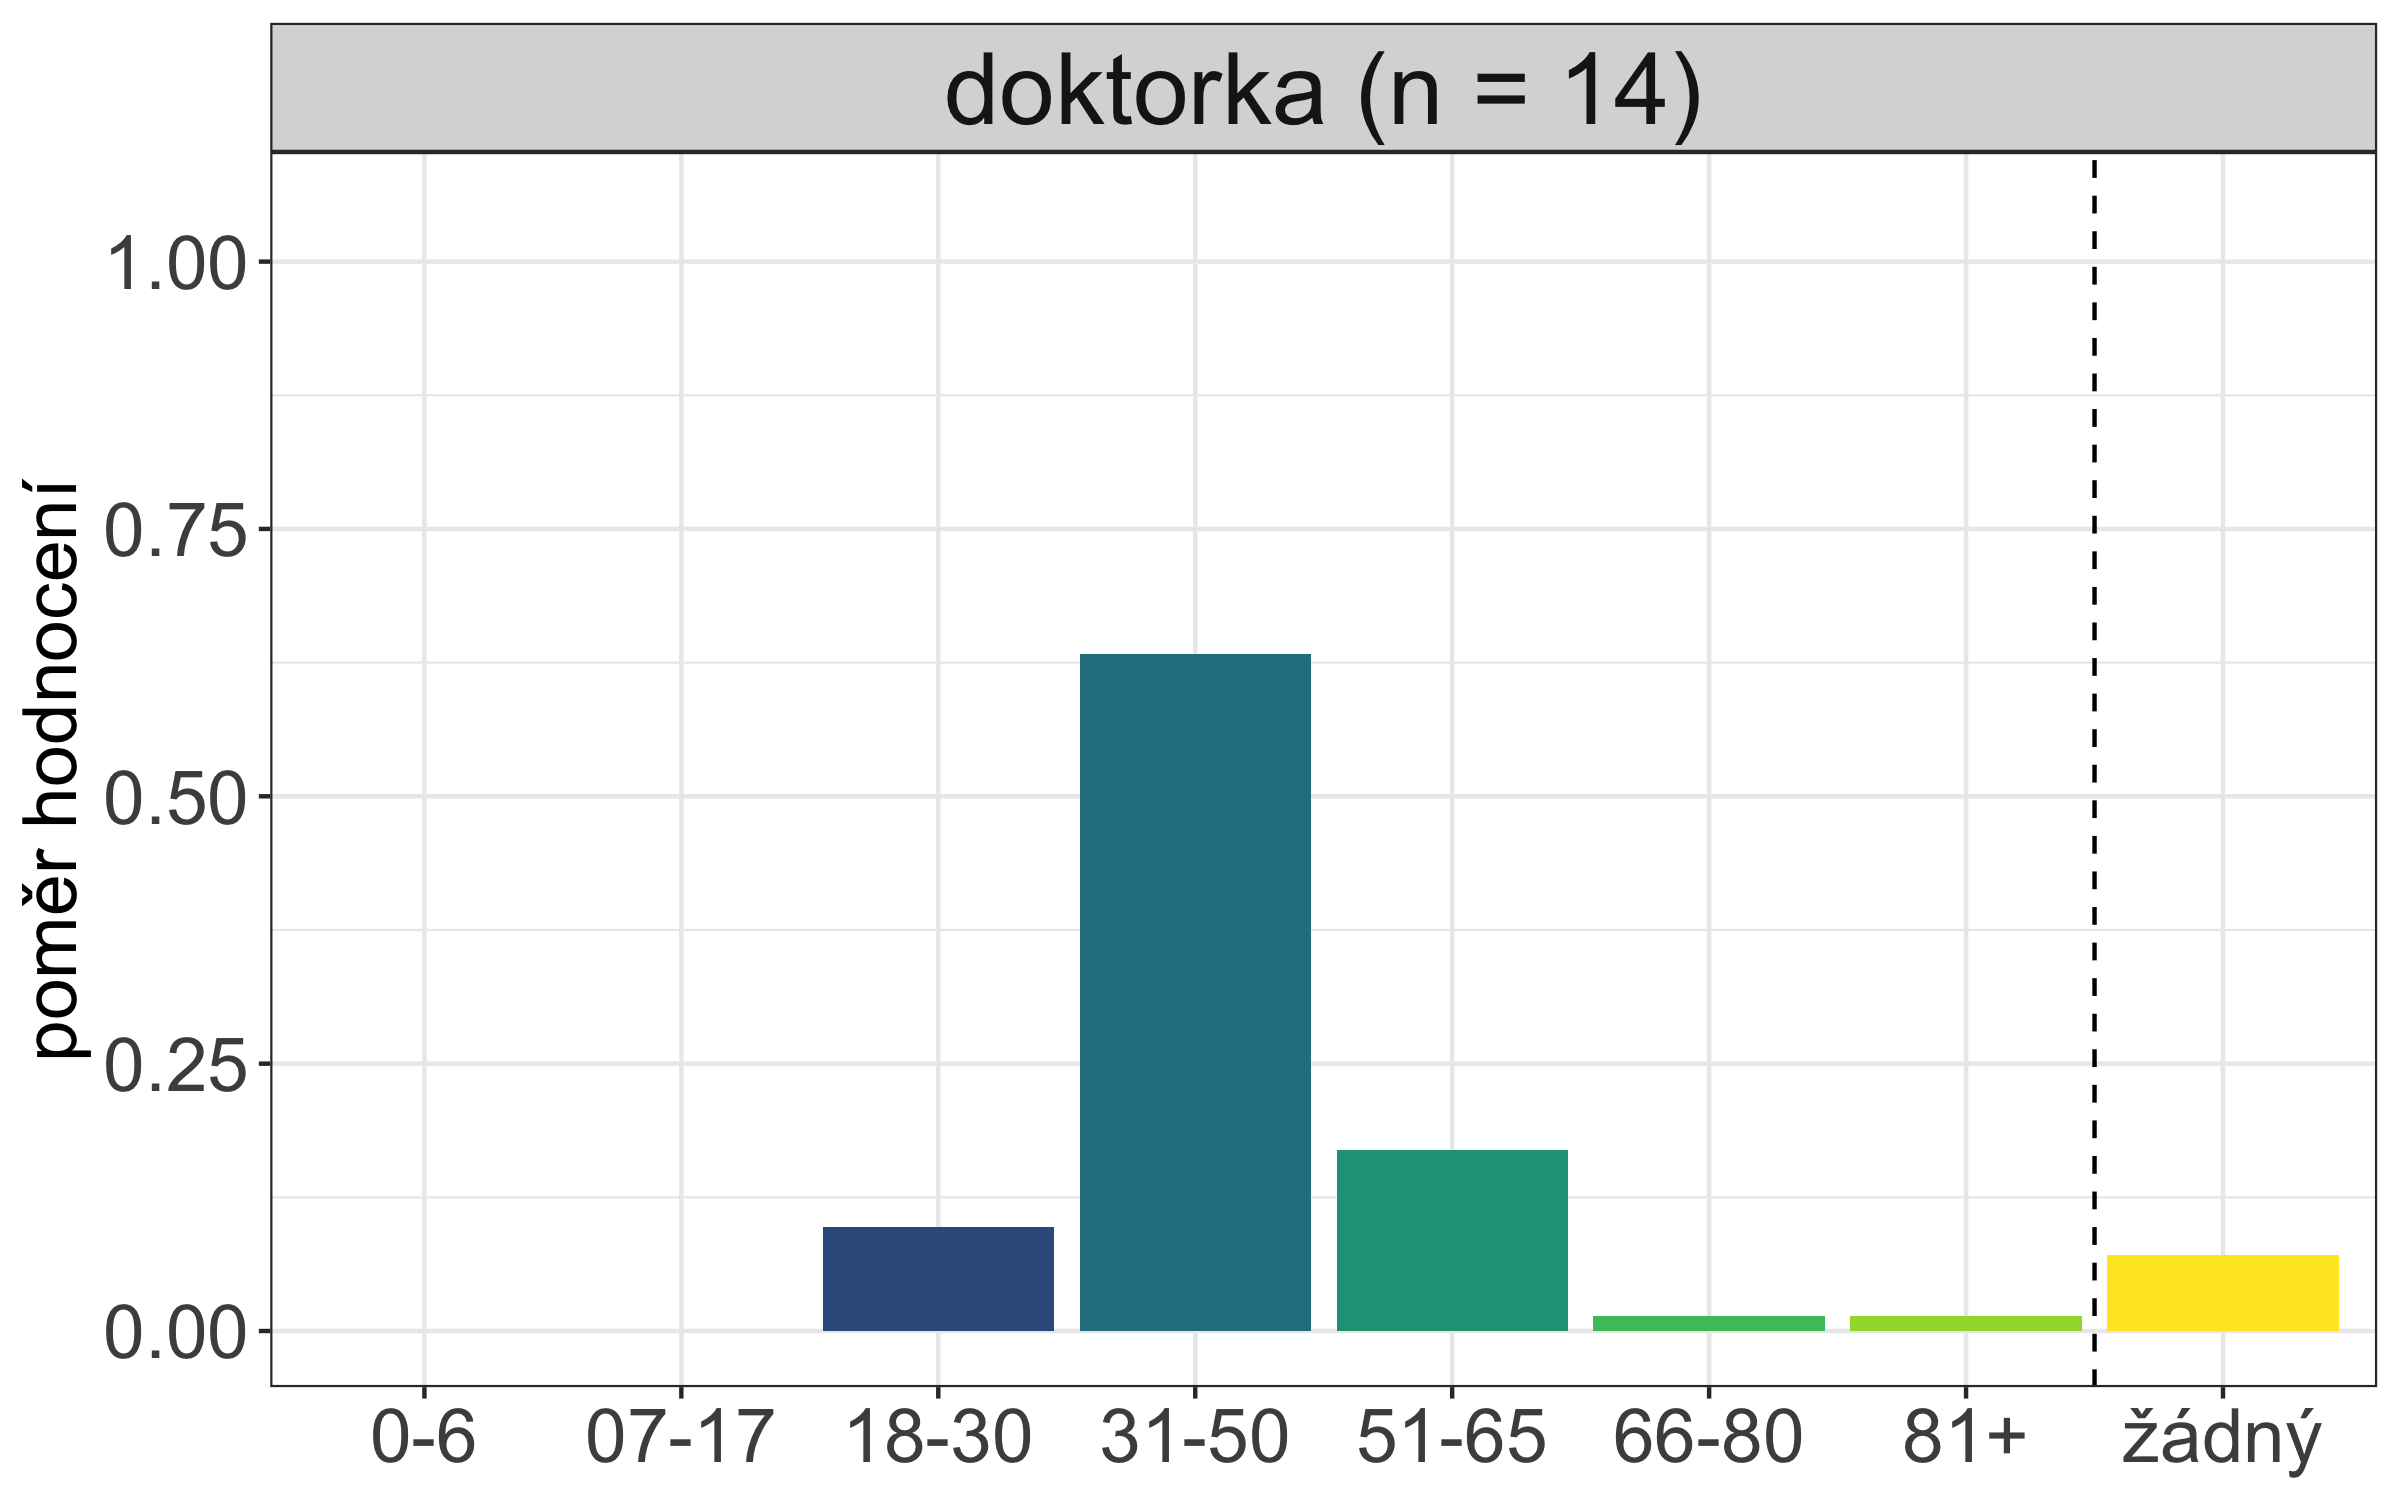 doktorka (n = 14)
poměr hodnocení
1.00
0.75
0.50
0.25
0.00
0-6 07-17 18-30 31-50 51-65 66-80 81+ žádný